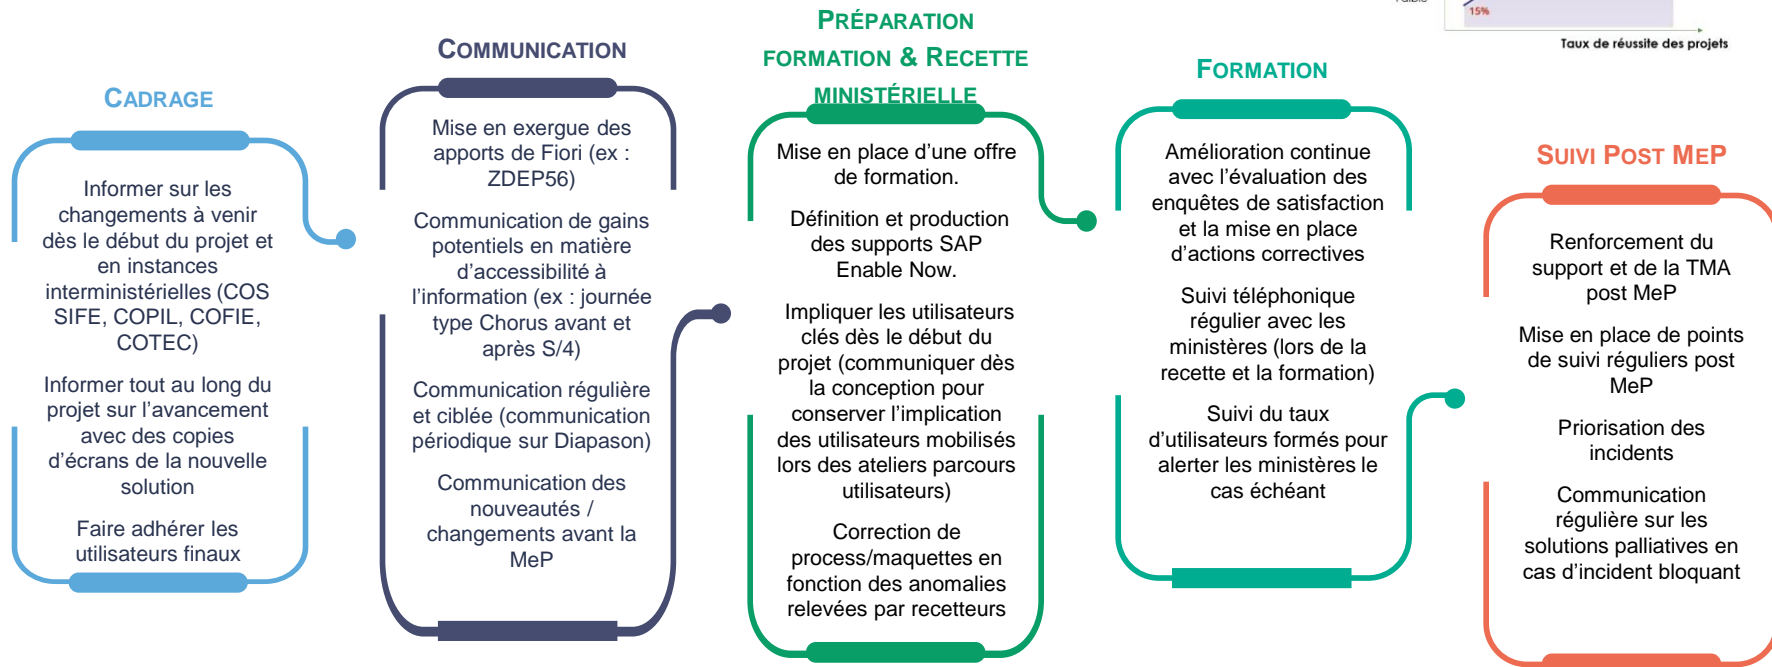 15%
Taux de réussite des projets
CADRAGE
Informer sur les
changements à venir
dès le début du projet et
en instances
interministérielles (COS
SIFE, COPIL, COFIE,
COTEC)
Informer tout au long du
projet sur l’avancement
avec des copies
d’écrans de la nouvelle
solution
Faire adhérer les
utilisateurs finaux
COMMUNICATION
Mise en exergue des
apports de Fiori (ex :
ZDEP56)
Communication de gains
potentiels en matière
d’accessibilité à
l’information (ex : journée
type Chorus avant et
après S/4)
Communication régulière
et ciblée (communication
périodique sur Diapason)
Communication des
nouveautés /
changements avant la
MeP
PRÉPARATION
FORMATION & RECETTE
MINISTÉRIELLE
Mise en place d’une offre
de formation.
Définition et production
des supports SAP
Enable Now.
Impliquer les utilisateurs
clés dès le début du
projet (communiquer dès
la conception pour
conserver l’implication
des utilisateurs mobilisés
lors des ateliers parcours
utilisateurs)
Correction de
process/maquettes en
fonction des anomalies
relevées par recetteurs
FORMATION
Amélioration continue
avec l’évaluation des
enquêtes de satisfaction
et la mise en place
d’actions correctives
Suivi téléphonique
régulier avec les
ministères (lors de la
recette et la formation)
Suivi du taux
d’utilisateurs formés pour
alerter les ministères le
cas échéant
SUIVI POST MEP
Renforcement du
support et de la TMA
post MeP
Mise en place de points
de suivi réguliers post
MeP
Priorisation des
incidents
Communication
régulière sur les
solutions palliatives en
cas d’incident bloquant